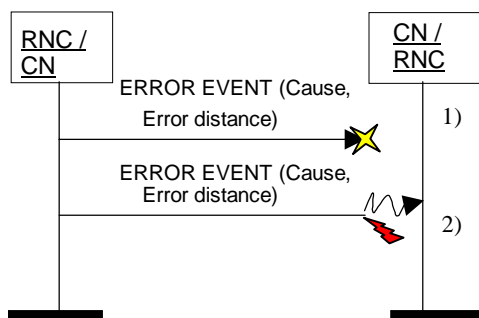 RNC /
CN
CN /
RNC
ERROR EVENT (Cause,
Error distance)
1)
ERROR EVENT (Cause,
Error distance)
2)